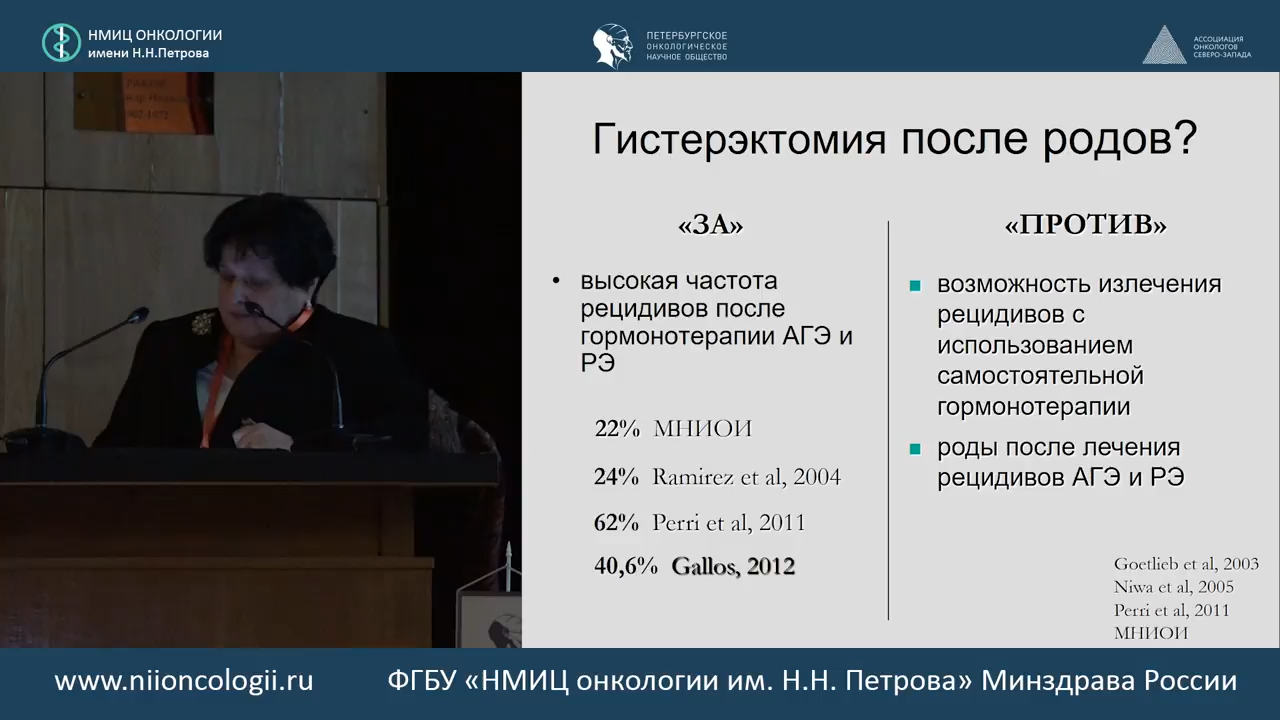 НМИЦ ОНКОЛОГИИ
имени Н.Н.Петрова
ПЕТЕРБУРГСКОЕ
ОНКОЛОГИЧЕСКОЕ
НАУЧНОЕ ОБЩЕСТВО
АССОЦИАЦИЯ
ОНКОЛОГОВ
СЕВЕРО-ЗАПАДА
Гистерэктомия после родов?
«ЗА»
• высокая частота
рецидивов после
гормонотерапии АГЭ и
РЭ
22% МНИОИ
24% Ramirez et al, 2004
62% Perri et al, 2011
40,6% Gallos, 2012
«ПРОТИВ»
возможность излечения
рецидивов с
использованием
самостоятельной
гормонотерапии
роды после лечения
рецидивов АГЭ и РЭ
Goetlieb et al, 2003
Niwa et al, 2005
Perri et al, 2011
МНИОИ
www.niioncologii.ru
ФГБУ «НМИЦ онкологии им. Н.Н. Петрова» Минздрава России